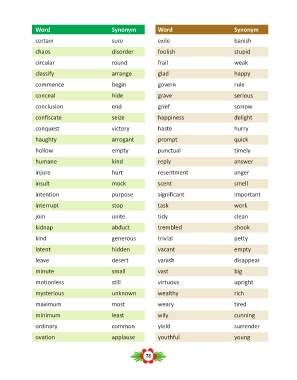 Word Synonym Word Synonym
certain sure exile banish
chaos disorder foolish stupid
circular round frail weak
classify arrange glad happy
commence begin govern rule
conceal hide grave serious
conclusion end grief sorrow
confiscate seize happiness delight
conquest victory haste hurry
haughty arrogant prompt quick
hollow empty punctual timely
humane kind reply answer
injure hurt resentment anger
insult mock scent smell
intention purpose significant important
interrupt stop task work
join unite tidy clean
kidnap abduct trembled shook
kind generous trivial petty
latent hidden vacant empty
leave desert vanish disappear
minute small vast big
motionless still virtuous upright
mysterious unknown wealthy rich
maximum most weary tired
minimum least wily cunning
ordinary common yield surrender
ovation applause youthful young
76